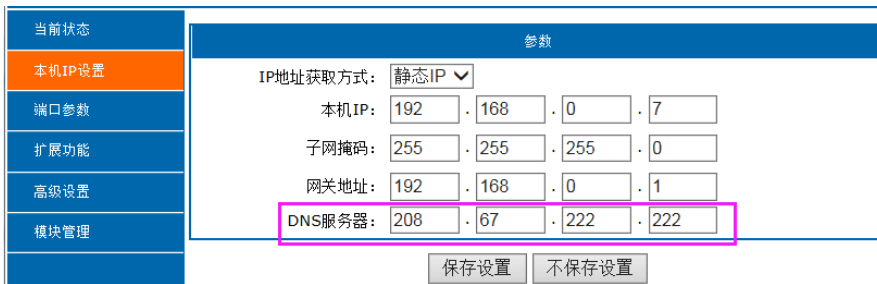 当前状态
本机IP设置
端口参数
扩展功能
高级设置
模块管理
参数
IP地址获取方式： 静态IP
本机IP： 192 . 168 . 0 . 7
子网掩码： 255 . 255 . 255 . 0
网关地址： 192 . 168 . 0 . 1
DNS服务器： 208 . 67 . 222 . 222
保存设置 不保存设置